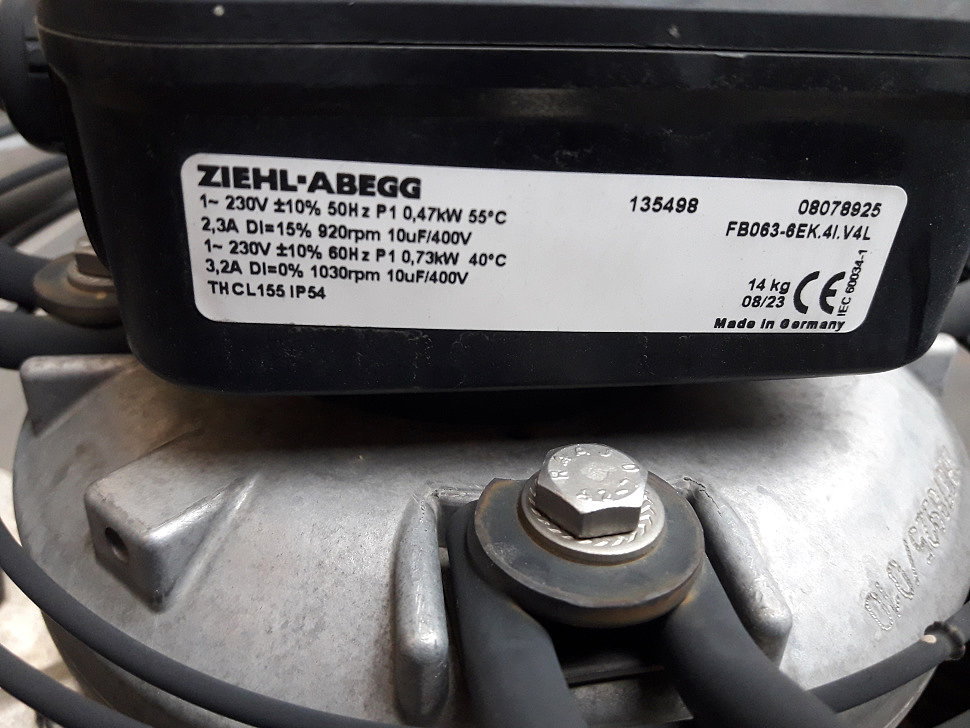 ZIEHL-ABEGG
1~ 230V ±10% 50Hz P1 0,47kW 55°C
2,3A DI=15% 920rpm 10uF/400V
1~ 230V ±10% 60Hz P1 0,73kW 40°C
3,2A DI=0% 1030rpm 10uF/400V
THCL155 IP54
135498
08078925
FB063-6EK.4I.V4L
14 kg
08/23
CE
IEC 60034-1
Made in Germany